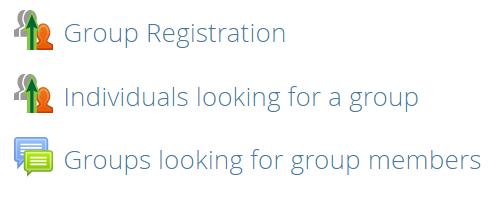 Group Registration
Individuals looking for a group
Groups looking for group members